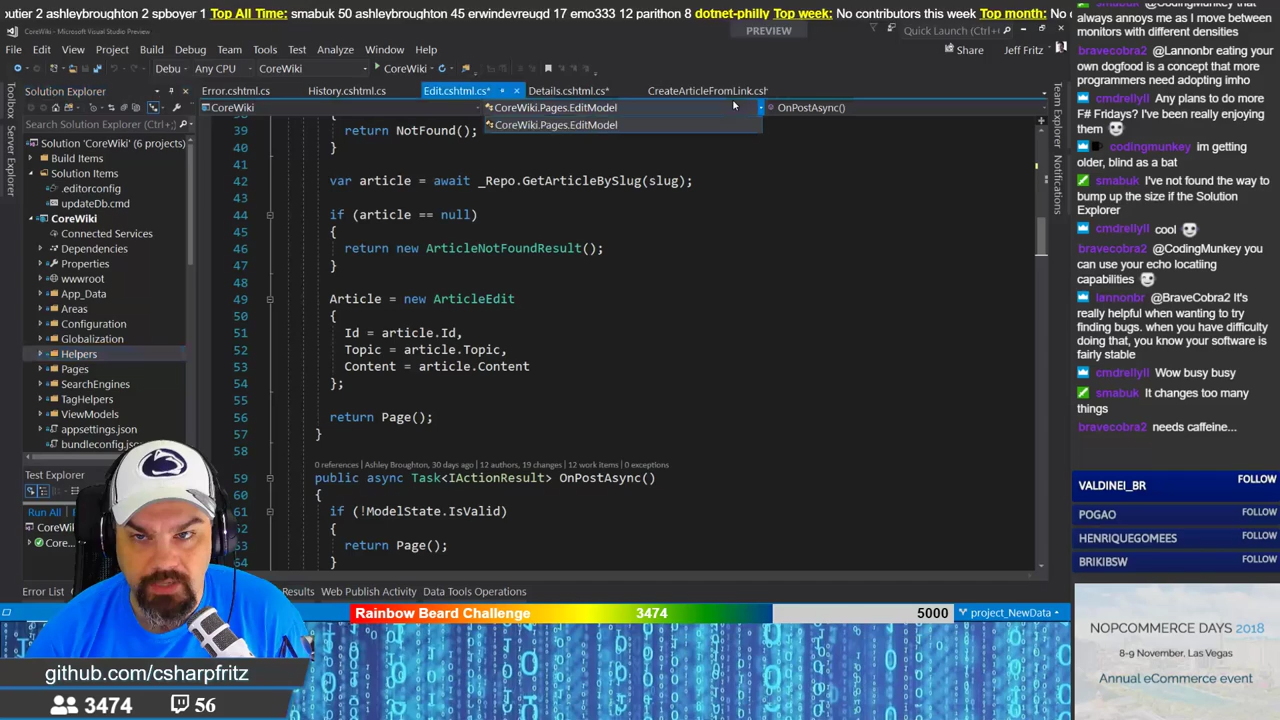 outier 2 ashleybroughton 2 spboyer 1 Top All Time: smabuk 50 ashleybroughton 45 erwindevreugd 17 emo333 12 parithon 8 dotnet-philly Top week: No contributors this week Top month: No c
CoreWiki - Microsoft Visual Studio Preview
PREVIEW
Quick Launch (Ctrl+Q)
File Edit View Project Build Debug Team Tools Test Analyze Window Help
Share Jeff Fritz
Debug Any CPU CoreWiki CoreWiki
Toolbox
Server Explorer
Solution Explorer
Search Solution Explorer
Solution 'CoreWiki' (6 projects)
Build Items
Solution Items
.editorconfig
updateDb.cmd
CoreWiki
Connected Services
Dependencies
Properties
wwwroot
App_Data
Areas
Configuration
Globalization
Helpers
Pages
SearchEngines
TagHelpers
ViewModels
appsettings.json
bundleconfig.js
Test Explorer
Run All
CoreWi
Core
Error.cshtml.cs History.cshtml.cs Edit.cshtml.cs* Details.cshtml.cs* CreateArticleFromLink.csh
CoreWiki CoreWiki.Pages.EditModel OnPostAsync()
CoreWiki.Pages.EditModel
39 return NotFound();
40 }
41
42 var article = await _Repo.GetArticleBySlug(slug);
43
44 if (article == null)
45 {
46 return new ArticleNotFoundResult();
47 }
48
49 Article = new ArticleEdit
50 {
51 Id = article.Id,
52 Topic = article.Topic,
53 Content = article.Content
54 };
55
56 return Page();
57 }
58
0 references | Ashley Broughton, 30 days ago | 12 authors, 19 changes | 12 work items | 0 exceptions
59 public async Task<IActionResult> OnPostAsync()
60 {
61 if (!ModelState.IsValid)
62 {
63 return Page();
64 }
Team Explorer
Notifications
Error List Results Web Publish Activity Data Tools Operations
Rainbow Beard Challenge 3474 5000
project_NewData
github.com/csharpfritz
3474 56
smabuk @CodingMunkey that
always annoys me as I move between
monitors with different densities
bravecobra2 @Lannonbr eating your
own dogfood is a concept that more
programmers need adopting imho
cmdrellyll Any plans to do more
F# Fridays? I've been really enjoying
them
codingmunkey im getting
older, blind as a bat
smabuk I've not found the way to
bump up the size if the Solution
Explorer
cmdrellyll cool
bravecobra2 @CodingMunkey you
can use your echo locatiing
capabilities
lannonbr @BraveCobra2 It's
really helpful when wanting to try
finding bugs. when you have difficulty
doing that, you know your software is
fairly stable
cmdrellyll Wow busy busy
smabuk It changes too many
things
bravecobra2 needs caffeine...
VALDINEI_BR FOLLOW
POGAO FOLLOW
HENRIQUEGOMEES FOLLOW
BRIKIBSW FOLLOW
NOPCOMMERCE DAYS 2018
8-9 November, Las Vegas
Annual eCommerce event